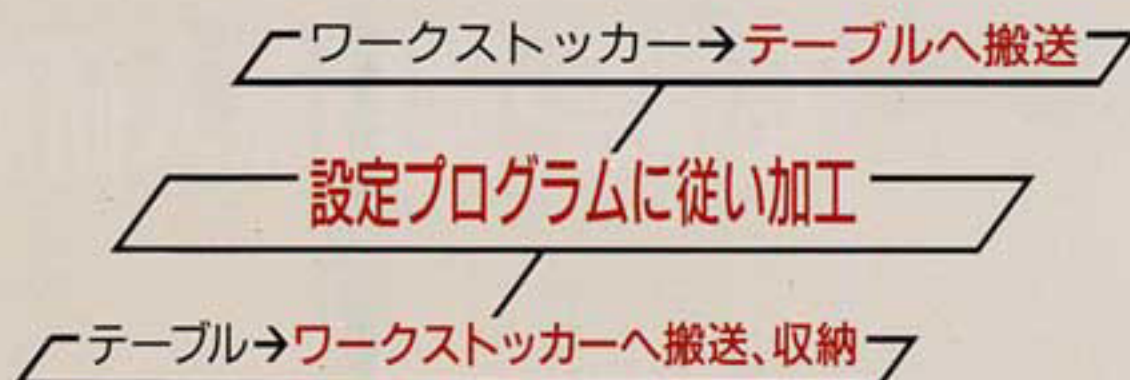 ワークストッカー→テーブルへ搬送
設定プログラムに従い加工
テーブル→ワークストッカーへ搬送、収納